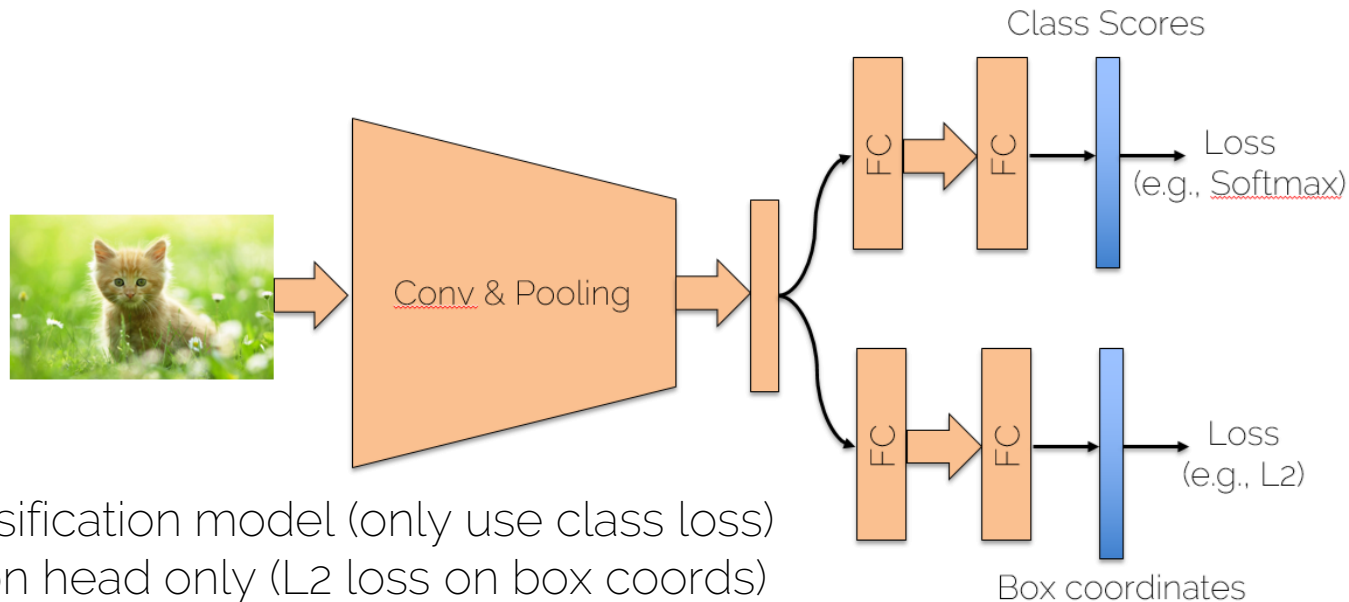 Class Scores
FC
FC
Loss
(e.g., Softmax)
Conv & Pooling
FC
FC
Loss
(e.g., L2)
sification model (only use class loss)
on head only (L2 loss on box coords)
Box coordinates